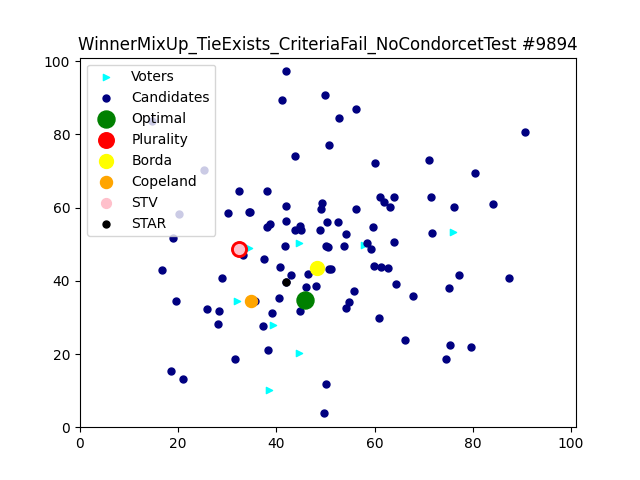 WinnerMixUp_TieExists_CriteriaFail_NoCondorcetTest #9894
100
80
60
40
20
0
Voters
Candidates
Optimal
Plurality
Borda
Copeland
STV
STAR
0 20 40 60 80 100